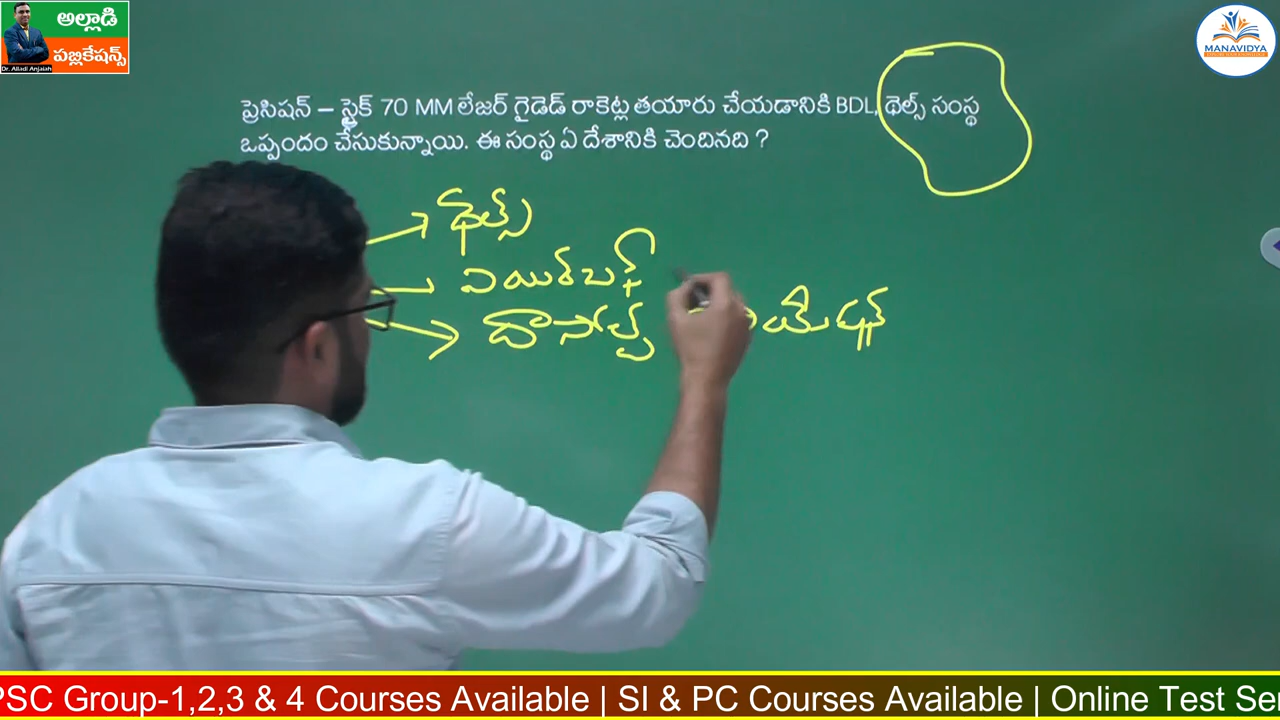 అల్లాడి
పబ్లికేషన్స్
Dr. Alladi Anjaiah
MANAVIDYA
ప్రెసిషన్ – స్ట్రైక్ 70 MM లేజర్ గైడెడ్ రాకెట్ల తయారు చేయడానికి BDL, థేల్స్ సంస్థ
ఒప్పందం చేసుకున్నాయి. ఈ సంస్థ ఏ దేశానికి చెందినది ?
థేల్స్
ఎయిర్‌బస్
దాసోల్ట్
PSC Group-1,2,3 & 4 Courses Available | SI & PC Courses Available | Online Test Ser